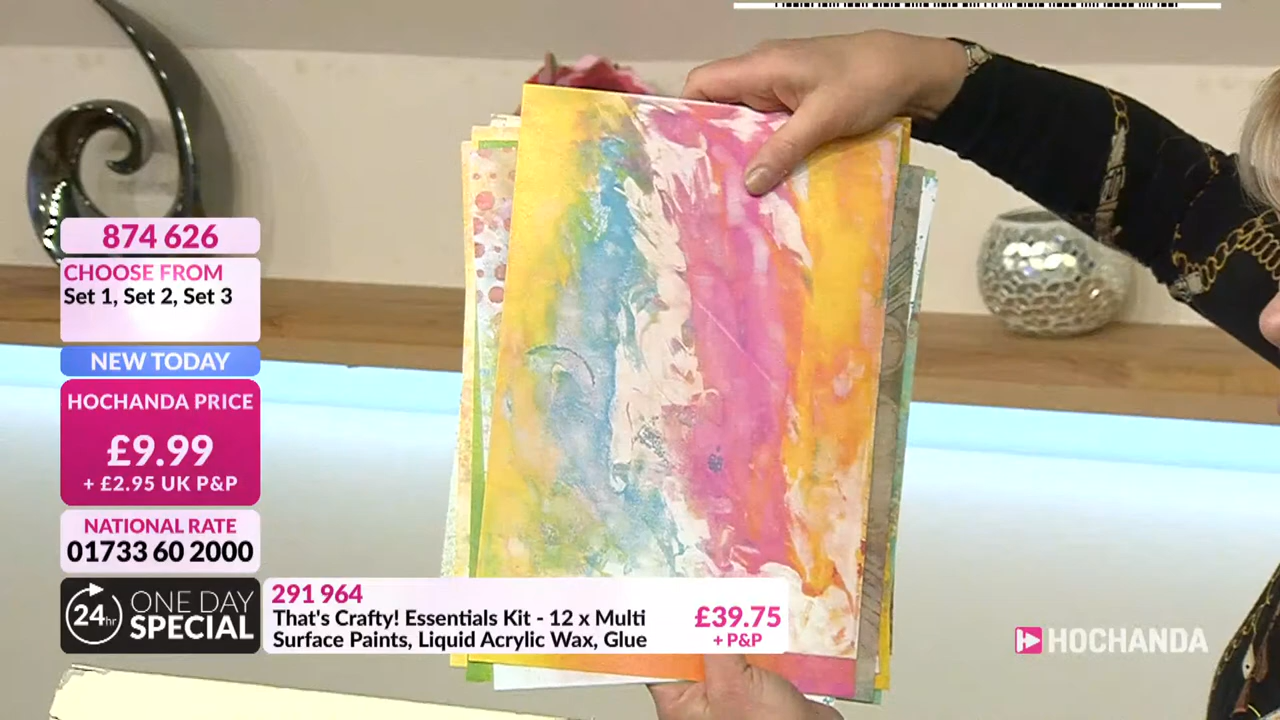 874 626
CHOOSE FROM
Set 1, Set 2, Set 3
NEW TODAY
HOCHANDA PRICE
£9.99
+ £2.95 UK P&P
NATIONAL RATE
01733 60 2000
24hr
ONE DAY
SPECIAL
291 964
That's Crafty! Essentials Kit - 12 x Multi
Surface Paints, Liquid Acrylic Wax, Glue
£39.75
+ P&P
HOCHANDA